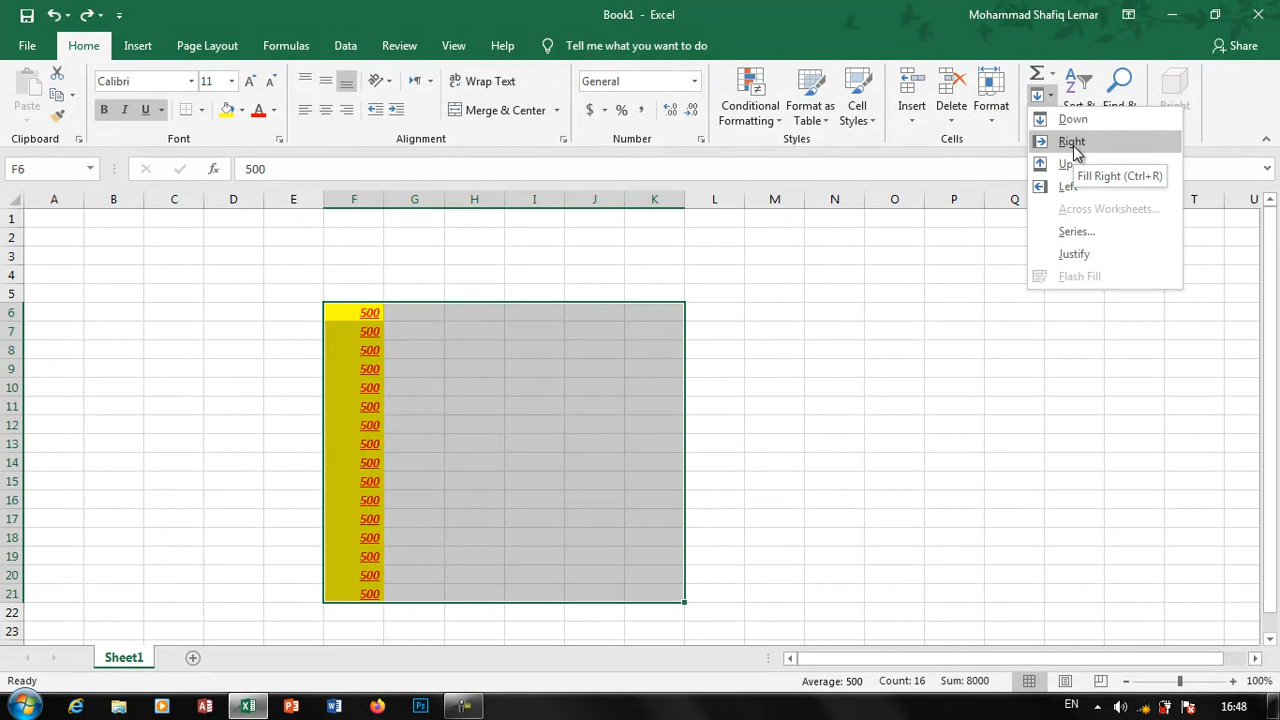 Book1 - Excel
Mohammad Shafiq Lemar
File Home Insert Page Layout Formulas Data Review View Help Tell me what you want to do Share
Paste
Calibri 11
B I U
Wrap Text
Merge & Center
General
$ % ,
Conditional Formatting
Format as Table
Cell Styles
Insert Delete Format
Sort &
Find &
Clipboard Font Alignment Number Styles Cells
Down
Right
Up
Fill Right (Ctrl+R)
Left
Across Worksheets...
Series...
Justify
Flash Fill
F6 500
A B C D E F G H I J K L M N O P Q T U
1
2
3
4
5
6 500
7 500
8 500
9 500
10 500
11 500
12 500
13 500
14 500
15 500
16 500
17 500
18 500
19 500
20 500
21 500
22
23
Sheet1
Ready Average: 500 Count: 16 Sum: 8000 100%
EN 16:48